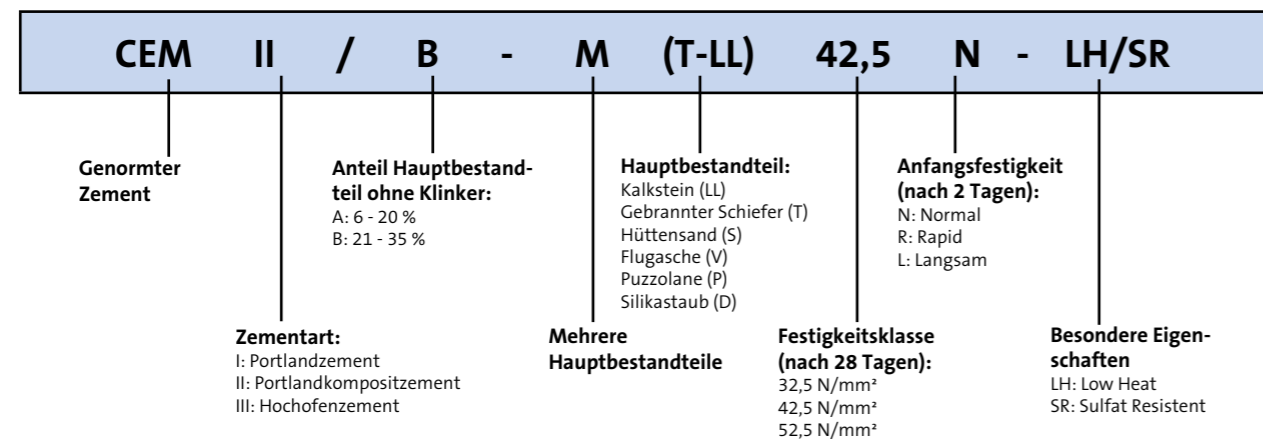 CEM II / B - M (T-LL) 42,5 N - LH/SR
Genormter
Zement
Anteil Hauptbestand-
teil ohne Klinker:
A: 6 - 20 %
B: 21 - 35 %
Hauptbestandteil:
Kalkstein (LL)
Gebrannter Schiefer (T)
Hüttensand (S)
Flugasche (V)
Puzzolane (P)
Silikastaub (D)
Anfangsfestigkeit
(nach 2 Tagen):
N: Normal
R: Rapid
L: Langsam
Zementart:
I: Portlandzement
II: Portlandkompositzement
III: Hochofenzement
Mehrere
Hauptbestandteile
Festigkeitsklasse
(nach 28 Tagen):
32,5 N/mm²
42,5 N/mm²
52,5 N/mm²
Besondere Eigen-
schaften
LH: Low Heat
SR: Sulfat Resistent